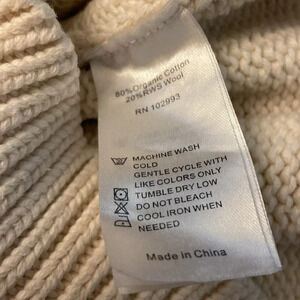 80%Organic Cotton
20%RWS Wool
RN 102993
MACHINE WASH
COLD
GENTLE CYCLE WITH
LIKE COLORS ONLY
TUMBLE DRY LOW
DO NOT BLEACH
COOL IRON WHEN
NEEDED
Made in China